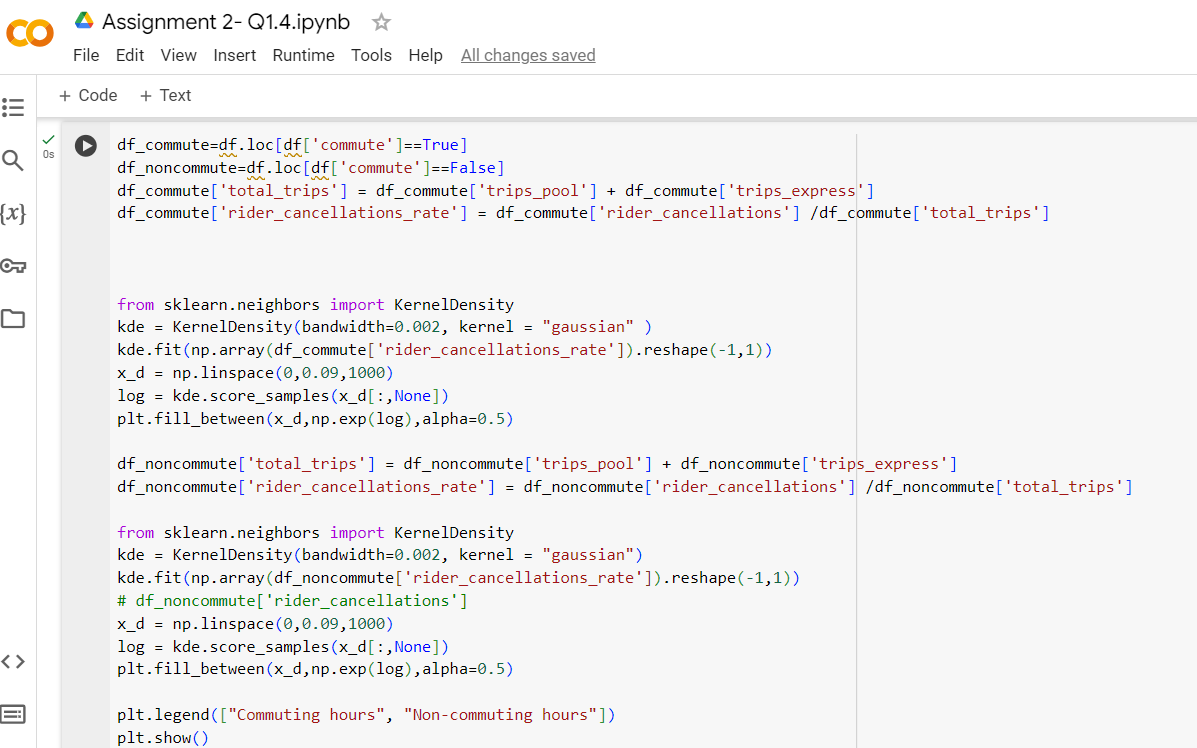 Assignment 2- Q1.4.ipynb
File Edit View Insert Runtime Tools Help All changes saved
+ Code + Text
0s
df_commute=df.loc[df['commute']==True]
df_noncommute=df.loc[df['commute']==False]
df_commute['total_trips'] = df_commute['trips_pool'] + df_commute['trips_express']
df_commute['rider_cancellations_rate'] = df_commute['rider_cancellations'] /df_commute['total_trips']
from sklearn.neighbors import KernelDensity
kde = KernelDensity(bandwidth=0.002, kernel = "gaussian" )
kde.fit(np.array(df_commute['rider_cancellations_rate']).reshape(-1,1))
x_d = np.linspace(0,0.09,1000)
log = kde.score_samples(x_d[:,None])
plt.fill_between(x_d,np.exp(log),alpha=0.5)
df_noncommute['total_trips'] = df_noncommute['trips_pool'] + df_noncommute['trips_express']
df_noncommute['rider_cancellations_rate'] = df_noncommute['rider_cancellations'] /df_noncommute['total_trips']
from sklearn.neighbors import KernelDensity
kde = KernelDensity(bandwidth=0.002, kernel = "gaussian")
kde.fit(np.array(df_noncommute['rider_cancellations_rate']).reshape(-1,1))
# df_noncommute['rider_cancellations']
x_d = np.linspace(0,0.09,1000)
log = kde.score_samples(x_d[:,None])
plt.fill_between(x_d,np.exp(log),alpha=0.5)
plt.legend(["Commuting hours", "Non-commuting hours"])
plt.show()